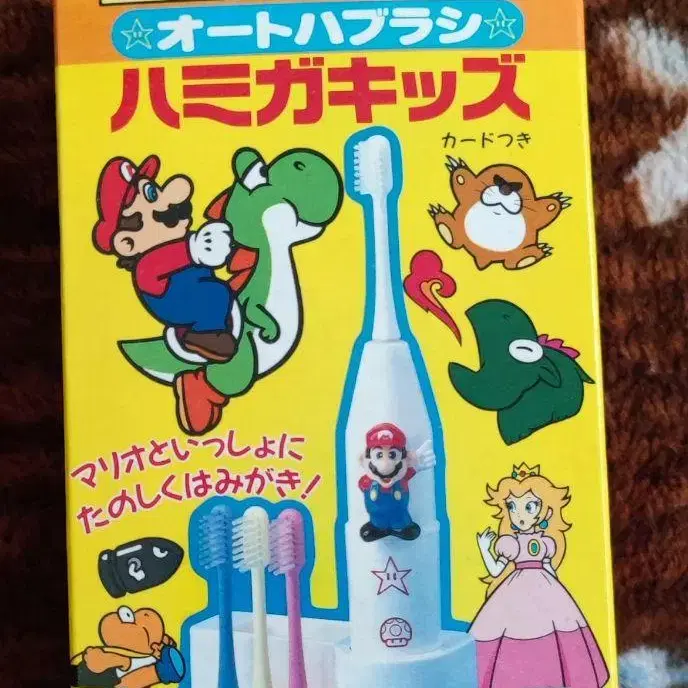 オートハブラシ
ハミガキッズ
カードつき
マリオといっしょに
たのしくはみがき!